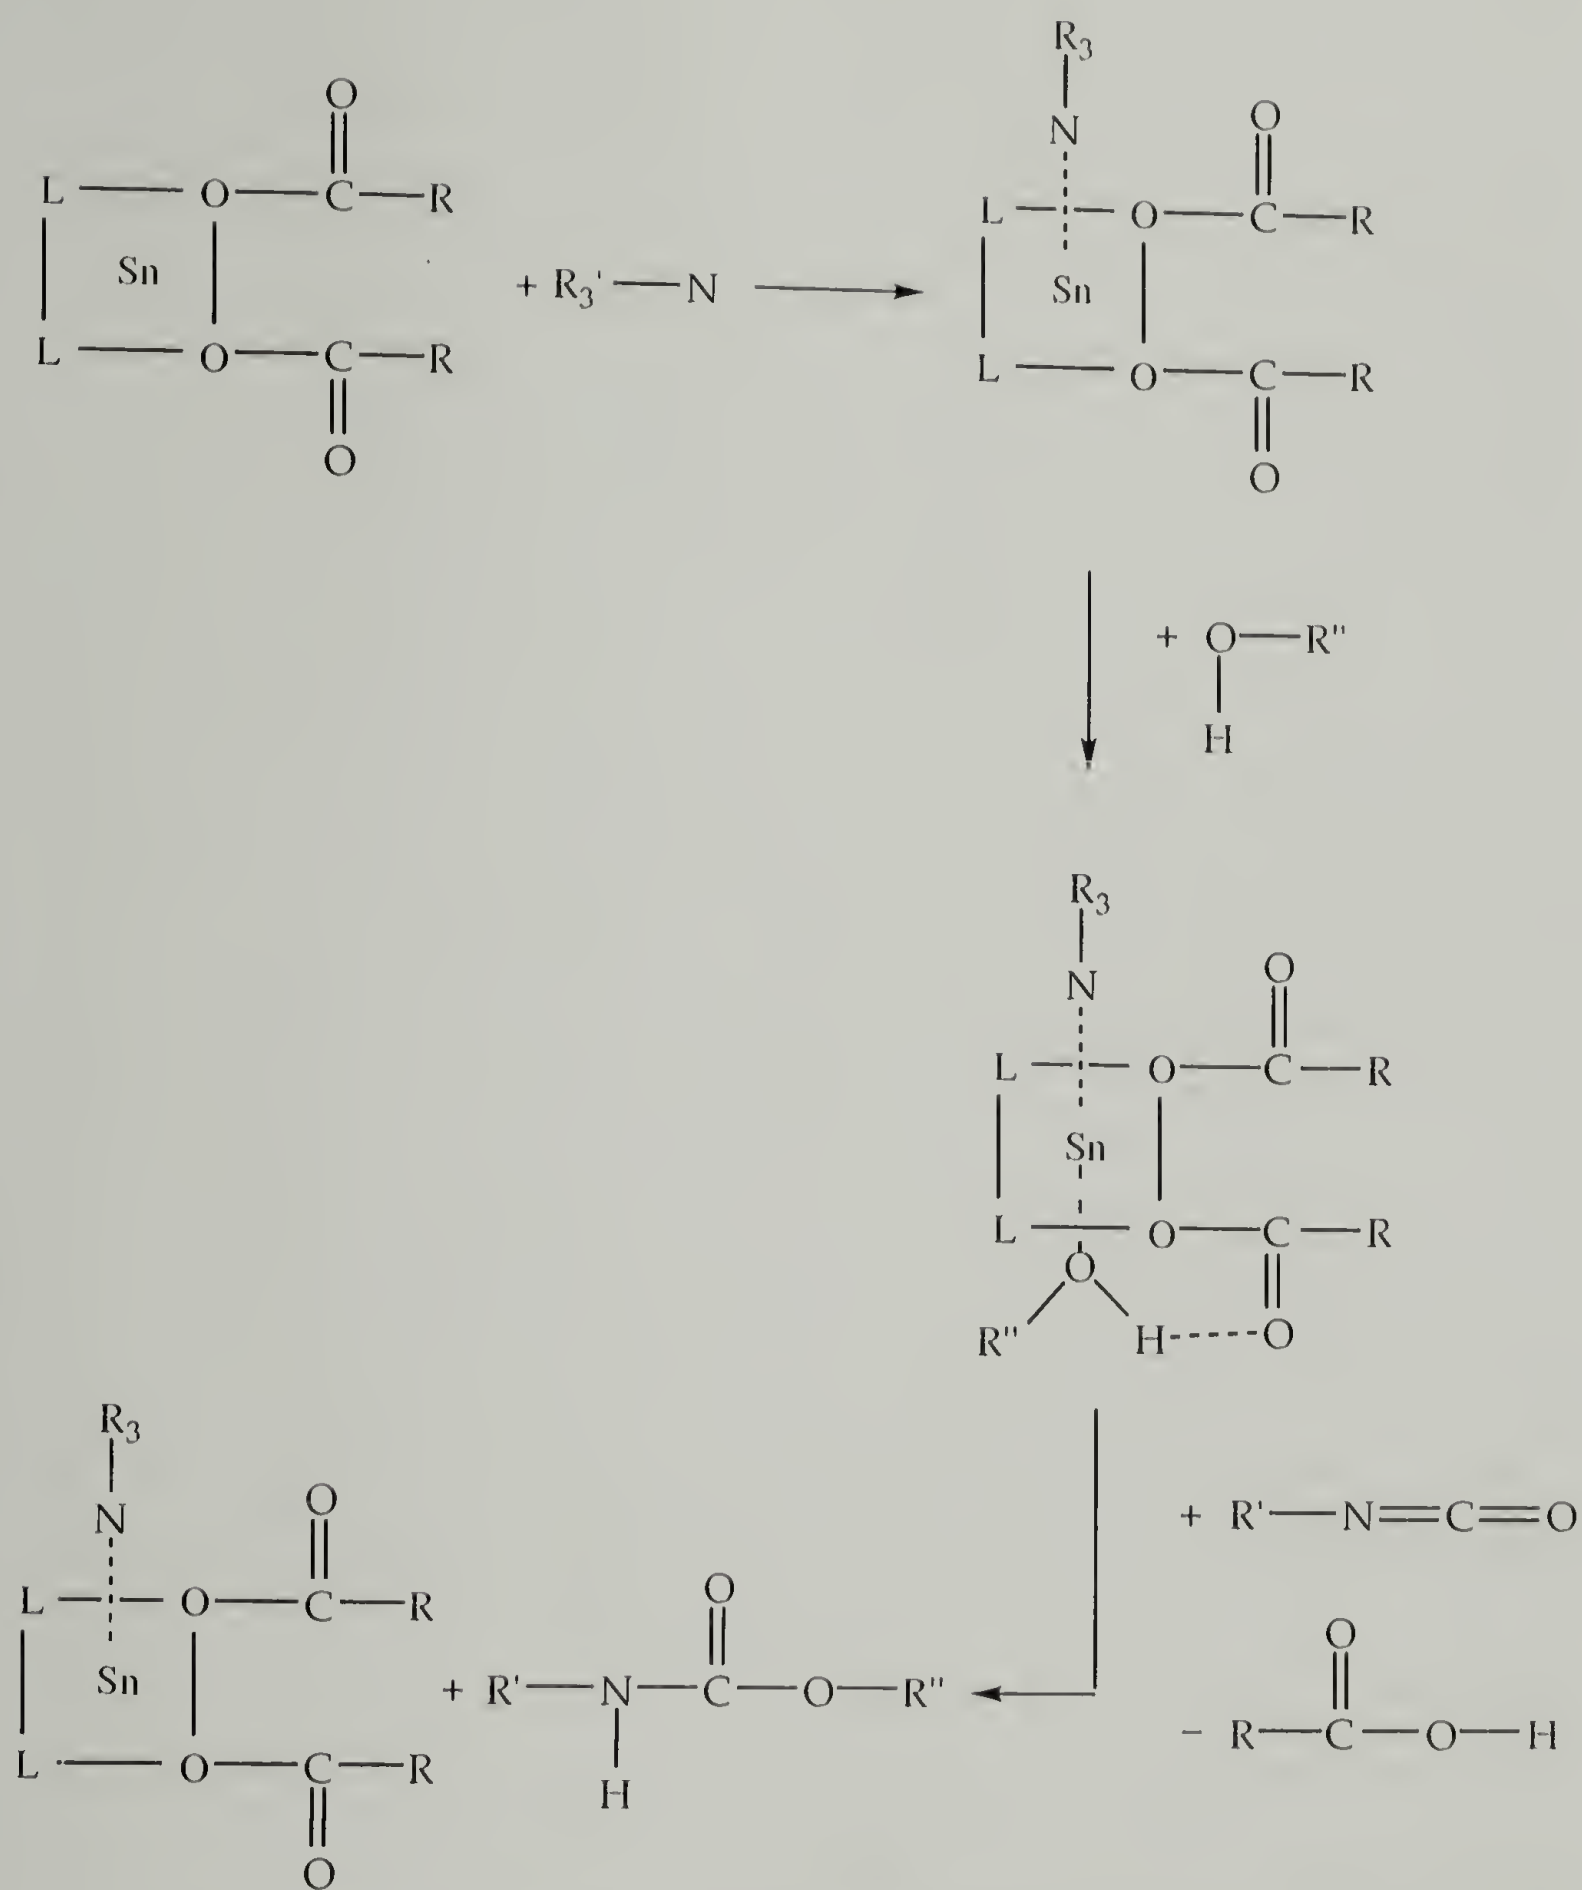 O
L O C R
Sn
L O C R
O
+ R3' N
R3
N
O
L O C R
Sn
L O C R
O
+ O R"
H
R3
N
O
L O C R
Sn
L O C R
O
R" H O
+ R' N C O
O
− R C O H
R3
N
O
L O C R
Sn
L O C R
O
O
+ R' N C O R"
H